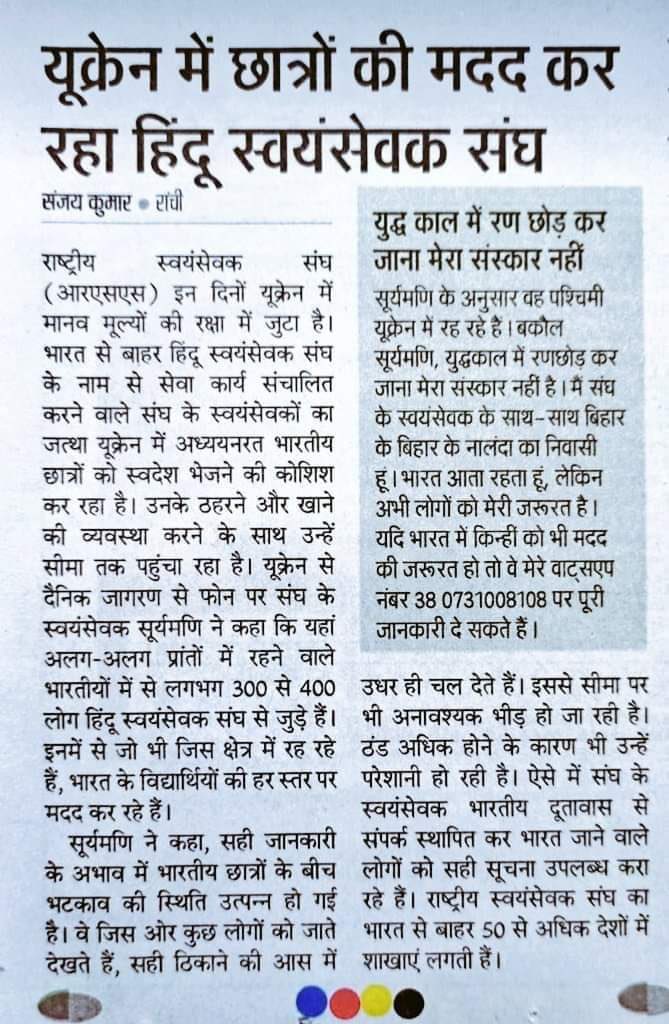 यूक्रेन में छात्रों की मदद कर
रहा हिंदू स्वयंसेवक संघ
संजय कुमार • रांची
राष्ट्रीय स्वयंसेवक संघ
(आरएसएस) इन दिनों यूक्रेन में
मानव मूल्यों की रक्षा में जुटा है।
भारत से बाहर हिंदू स्वयंसेवक संघ
के नाम से सेवा कार्य संचालित
करने वाले संघ के स्वयंसेवकों का
जत्था यूक्रेन में अध्ययनरत भारतीय
छात्रों को स्वदेश भेजने की कोशिश
कर रहा है। उनके ठहरने और खाने
की व्यवस्था करने के साथ उन्हें
सीमा तक पहुंचा रहा है। यूक्रेन से
दैनिक जागरण से फोन पर संघ के
स्वयंसेवक सूर्यमणि ने कहा कि यहां
अलग-अलग प्रांतों में रहने वाले
भारतीयों में से लगभग 300 से 400
लोग हिंदू स्वयंसेवक संघ से जुड़े हैं।
इनमें से जो भी जिस क्षेत्र में रह रहे
हैं, भारत के विद्यार्थियों की हर स्तर पर
मदद कर रहे हैं।
सूर्यमणि ने कहा, सही जानकारी
के अभाव में भारतीय छात्रों के बीच
भटकाव की स्थिति उत्पन्न हो गई
है। वे जिस ओर कुछ लोगों को जाते
देखते हैं, सही ठिकाने की आस में
युद्ध काल में रण छोड़ कर
जाना मेरा संस्कार नहीं
सूर्यमणि के अनुसार वह पश्चिमी
यूक्रेन में रह रहे हैं। बकौल
सूर्यमणि, युद्धकाल में रणछोड़ कर
जाना मेरा संस्कार नहीं है। मैं संघ
के स्वयंसेवक के साथ-साथ बिहार
के बिहार के नालंदा का निवासी
हूं। भारत आता रहता हूं, लेकिन
अभी लोगों को मेरी जरूरत है।
यदि भारत में किन्हीं को भी मदद
की जरूरत हो तो वे मेरे वाट्सएप
नंबर 38 0731008108 पर पूरी
जानकारी दे सकते हैं।
उधर ही चल देते हैं। इससे सीमा पर
भी अनावश्यक भीड़ हो जा रही है।
ठंड अधिक होने के कारण भी उन्हें
परेशानी हो रही है। ऐसे में संघ के
स्वयंसेवक भारतीय दूतावास से
संपर्क स्थापित कर भारत जाने वाले
लोगों को सही सूचना उपलब्ध करा
रहे हैं। राष्ट्रीय स्वयंसेवक संघ का
भारत से बाहर 50 से अधिक देशों में
शाखाएं लगती हैं।